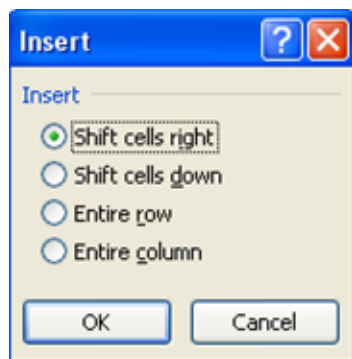 Insert
?
Insert
Shift cells right
Shift cells down
Entire row
Entire column
OK
Cancel